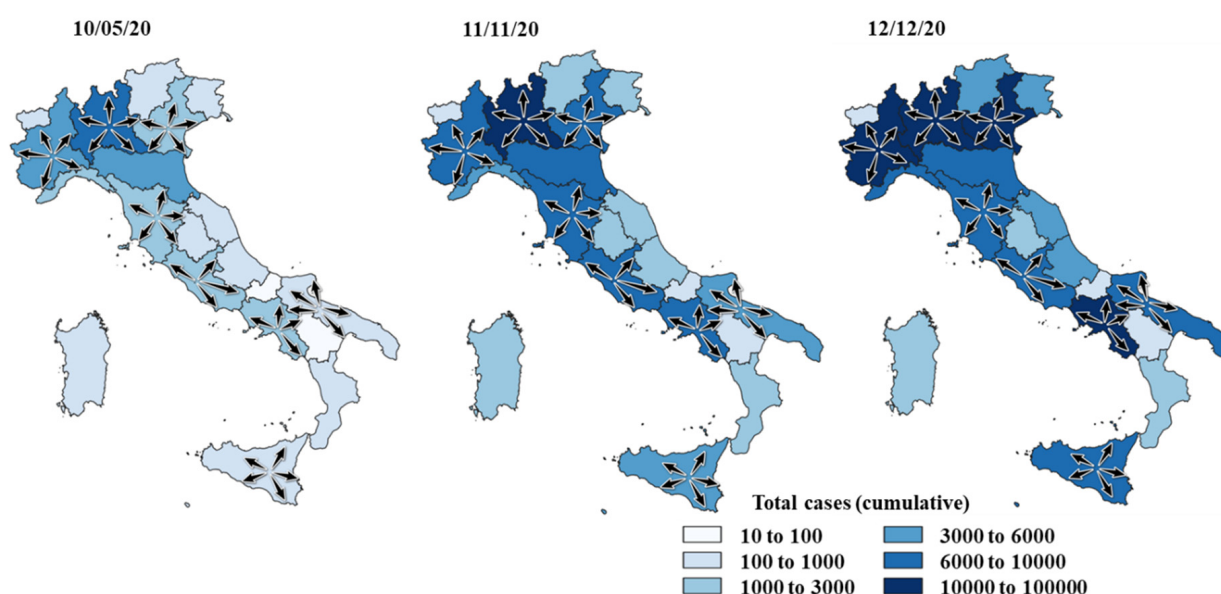 10/05/20
11/11/20
12/12/20
Total cases (cumulative)
10 to 100
3000 to 6000
100 to 1000
6000 to 10000
1000 to 3000
10000 to 100000